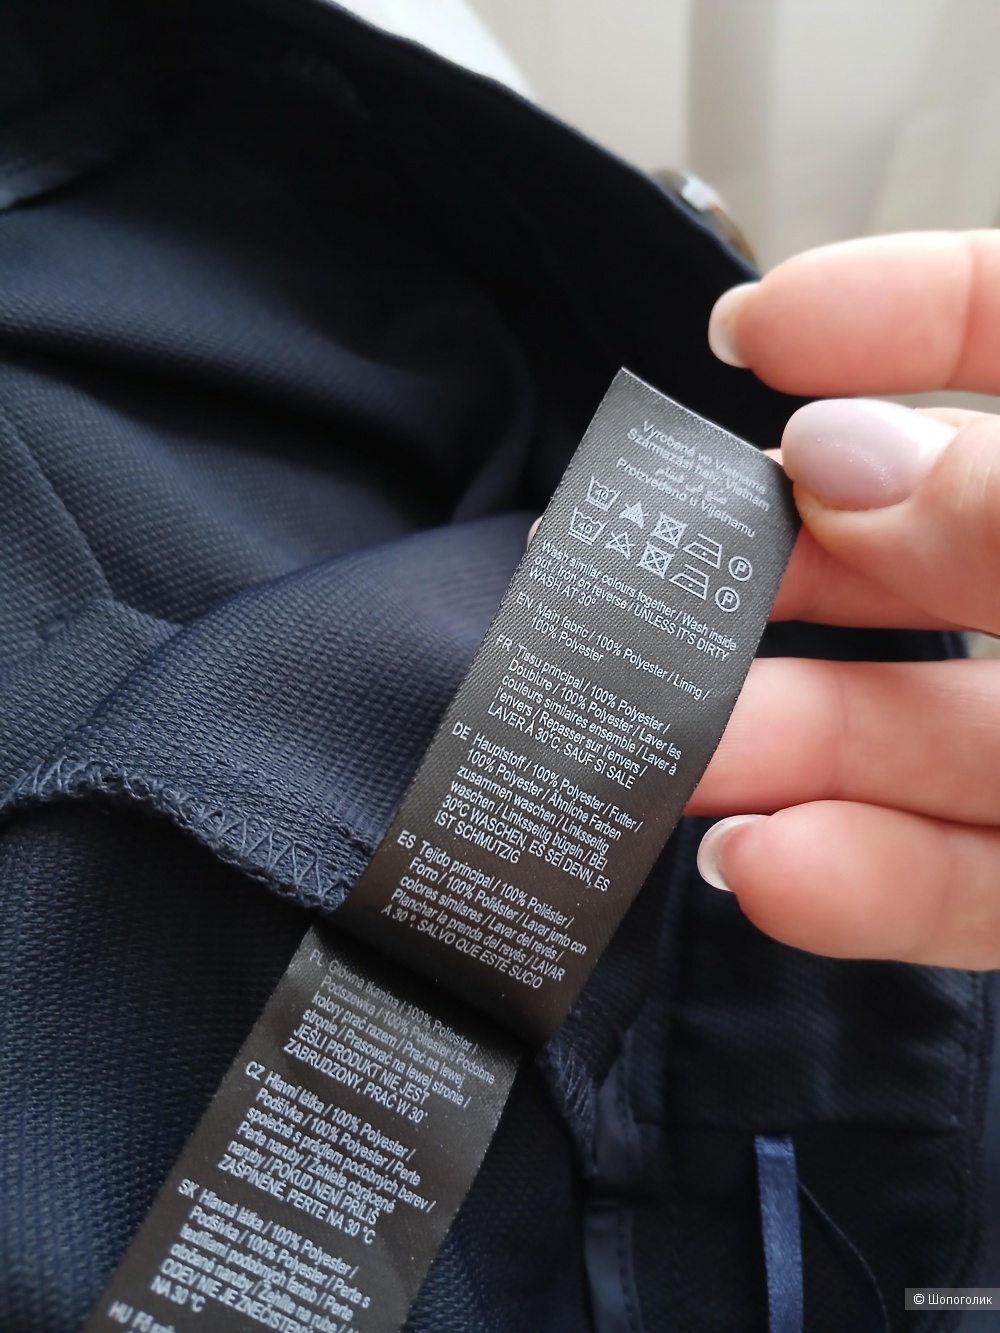 Vyrobené vo Vietname
Származási hely: Vietnam
Proizvedeno u Vijetnamu
40
P
40
P
Wash similar colours together / Wash inside
out / Iron on reverse / UNLESS IT'S DIRTY
WASH AT 30°
EN Main fabric / 100% Polyester / Lining /
100% Polyester
FR Tissu principal / 100% Polyester /
Doublure / 100% Polyester / Laver les
couleurs similaires ensemble / Laver à
l'envers / Repasser sur l'envers /
LAVER À 30°C, SAUF SI SALE
DE Hauptstoff / 100% Polyester / Futter /
100% Polyester / Ähnliche Farben
zusammen waschen / Linksseitig
waschen / Linksseitig bügeln / BEI
30°C WASCHEN, ES SEI DENN, ES
IST SCHMUTZIG
ES Tejido principal / 100% Poliéster /
Forro / 100% Poliéster / Lavar junto con
colores similares / Lavar del revés /
Planchar la prenda del revés / LAVAR
A 30°, SALVO QUE ESTÉ SUCIO
PL Główna tkanina / 100% Poliester /
Podszewka / 100% Poliester / Podobne
kolory prać razem / Prać na lewej
stronie / Prasować na lewej stronie /
JEŚLI PRODUKT NIE JEST
ZABRUDZONY, PRAĆ W 30°
CZ Hlavní látka / 100% Polyester /
Podšívka / 100% Polyester / Perte
společně s prádlem podobných barev /
Perte naruby / Žehlete obrácené
naruby / POKUD NENÍ PŘÍLIŠ
ZAŠPINĚNÉ, PERTE NA 30 °C
SK Hlavná látka / 100% Polyester /
Podšívka / 100% Polyester / Perte s
textíliami podobných farieb / Perte
otočené naruby / Žehlite na rube /
ODEV NIE JE ZNEČISTENÝ
NA 30 °C
HU
© Шопоголик